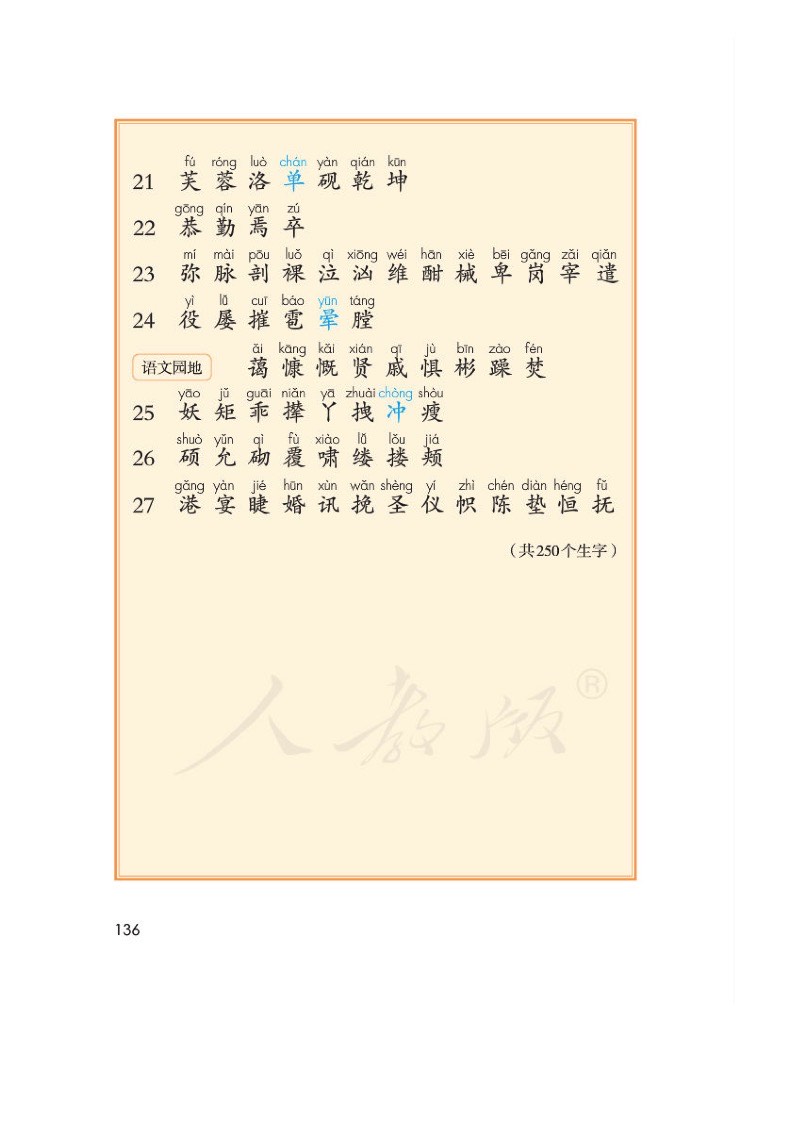 fú róng luò chán yàn qián kūn
21 芙 蓉 洛 单 砚 乾 坤
gōng qín yān zú
22 恭 勤 焉 卒
mí mài pōu luǒ qì xiōng wéi hān xiè bēi gǎng zǎi qiǎn
23 弥 脉 剖 裸 泣 汹 维 酣 械 卑 岗 宰 遣
yì lǚ cuī báo yūn táng
24 役 屡 摧 雹 晕 膛
ǎi kāng kǎi xián qī jù bīn zào fén
语文园地 蔼 慷 慨 贤 戚 惧 彬 躁 焚
yāo jǔ guāi niǎn yā zhuài chòng shòu
25 妖 矩 乖 撵 丫 拽 冲 瘦
shuò yǔn qì fù xiào lǚ lǒu jiá
26 硕 允 砌 覆 啸 缕 搂 颊
gǎng yàn jié hūn xùn wǎn shèng yí zhì chén diàn héng fǔ
27 港 宴 睫 婚 讯 挽 圣 仪 帜 陈 垫 恒 抚
（共250个生字）
人教版®
136